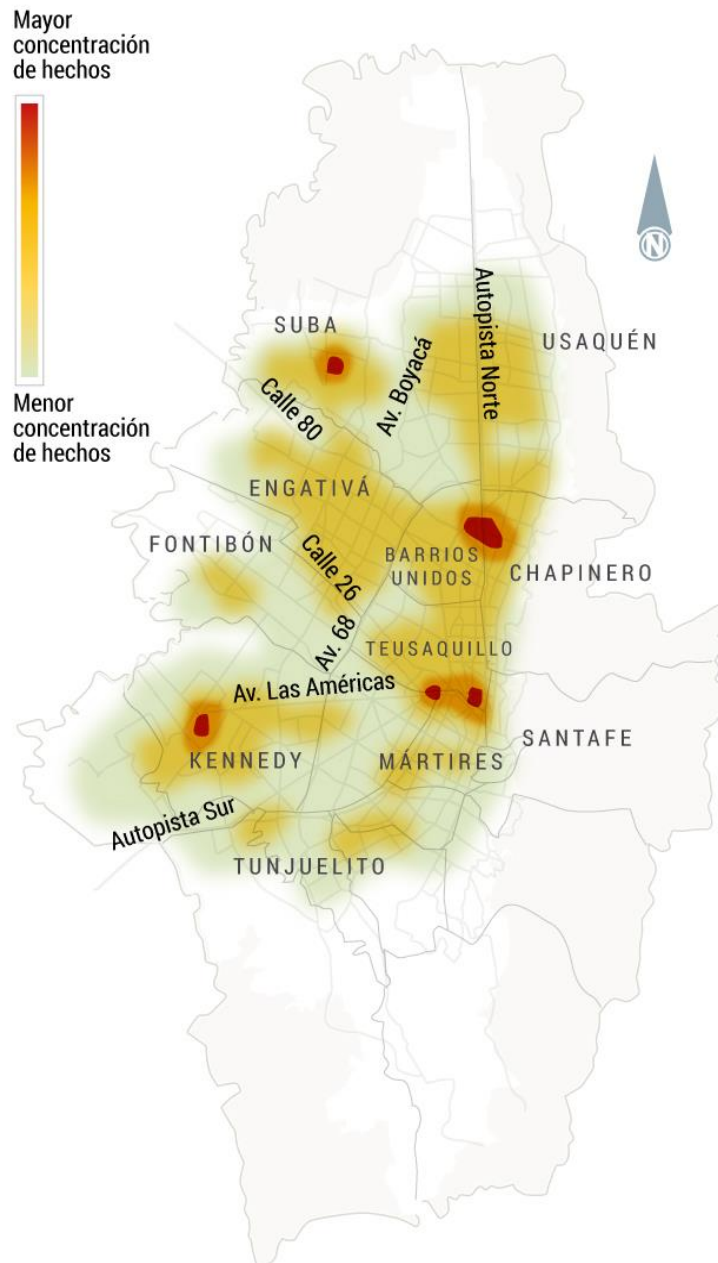 Mayor
concentración
de hechos
Menor
concentración
de hechos
N
SUBA
USAQUÉN
Autopista Norte
Av. Boyacá
Calle 80
ENGATIVÁ
FONTIBÓN
Calle 26
BARRIOS
UNIDOS
CHAPINERO
Av. 68
TEUSAQUILLO
Av. Las Américas
SANTAFE
KENNEDY
MÁRTIRES
Autopista Sur
TUNJUELITO